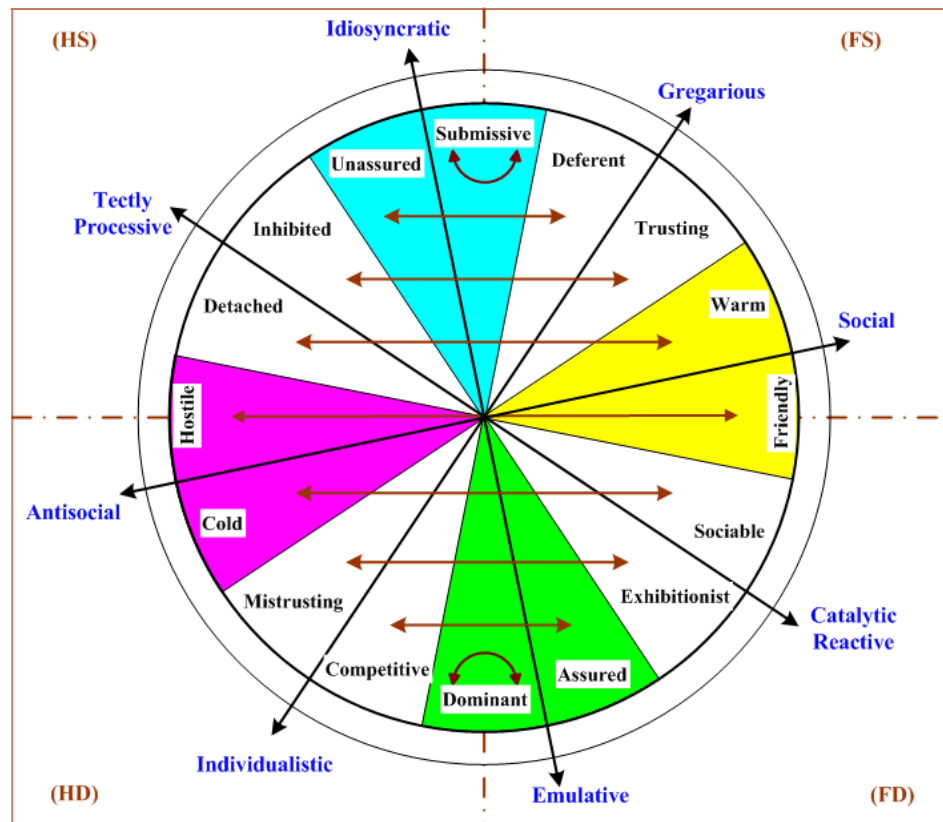 (HS)
Idiosyncratic
(FS)
Gregarious
Submissive
Unassured
Deferent
Tectly
Processive
Inhibited
Trusting
Detached
Warm
Social
Hostile
Friendly
Antisocial
Cold
Sociable
Mistrusting
Exhibitionist
Catalytic
Reactive
Competitive
Assured
Dominant
Individualistic
(HD)
Emulative
(FD)